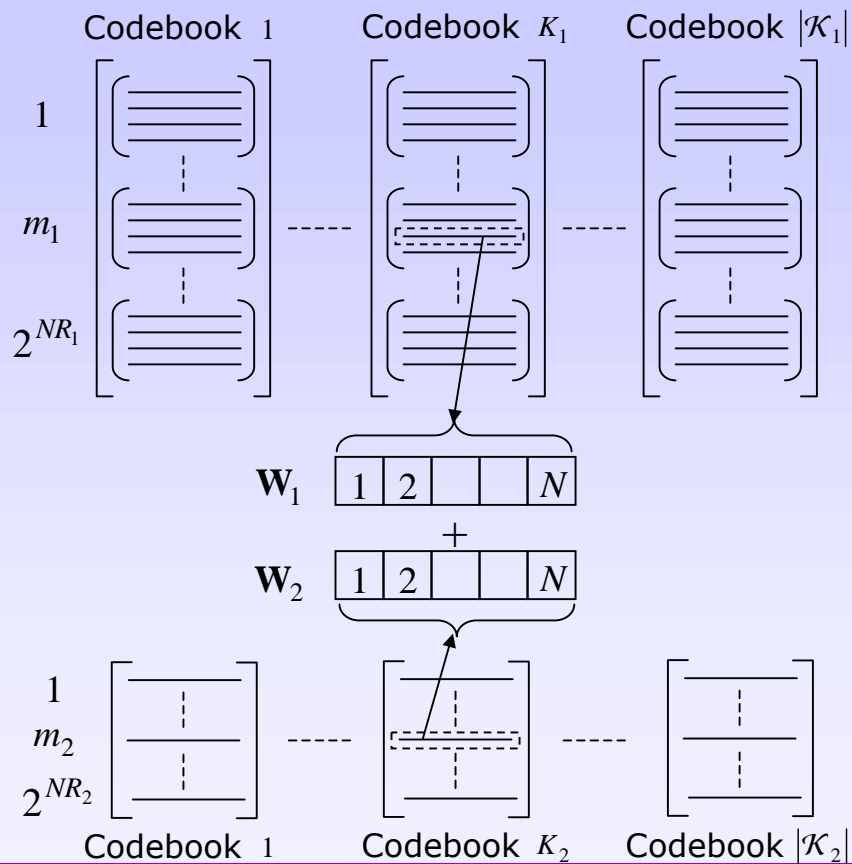 Codebook 1 Codebook K₁ Codebook |𝒦₁|
1
m₁
2^{NR₁}
W₁ 1 2 N
+
W₂ 1 2 N
1
m₂
2^{NR₂}
Codebook 1 Codebook K₂ Codebook |𝒦₂|